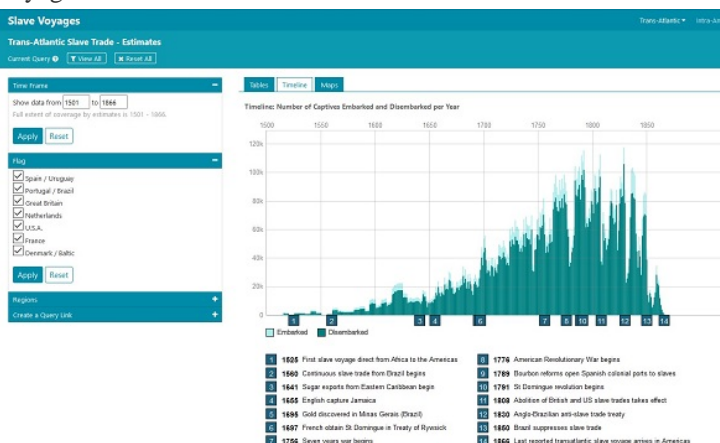 Slave Voyages
Trans-Atlantic
Trans-Atlantic Slave Trade - Estimates
Current Query View All Reset All
Time Frame
Show data from 1501 to 1866
Full extent of coverage by estimates is 1501 - 1866.
Apply Reset
Flag
Spain / Uruguay
Portugal / Brazil
Great Britain
Netherlands
U.S.A.
France
Denmark / Baltic
Apply Reset
Regions
Create a Query Link
Tables Timeline Maps
Timeline: Number of Captives Embarked and Disembarked per Year
1500 1550 1600 1650 1700 1750 1800 1850
120k
100k
80k
60k
40k
20k
0
1 2 3 4 6 7 8 10 11 12 13 14
Embarked Disembarked
1 1525 First slave voyage direct from Africa to the Americas
2 1560 Continuous slave trade from Brazil begins
3 1641 Sugar exports from Eastern Caribbean begin
4 1655 English capture Jamaica
5 1695 Gold discovered in Minas Gerais (Brazil)
6 1697 French obtain St Domingue in Treaty of Ryswick
7 1756 Seven years war begins
8 1776 American Revolutionary War begins
9 1789 Bourbon reforms open Spanish colonial ports to slaves
10 1791 St Domingue revolution begins
11 1808 Abolition of British and US slave trades takes effect
12 1830 Anglo-Brazilian anti-slave trade treaty
13 1850 Brazil suppresses slave trade
14 1866 Last reported transatlantic slave voyage arrives in Americas